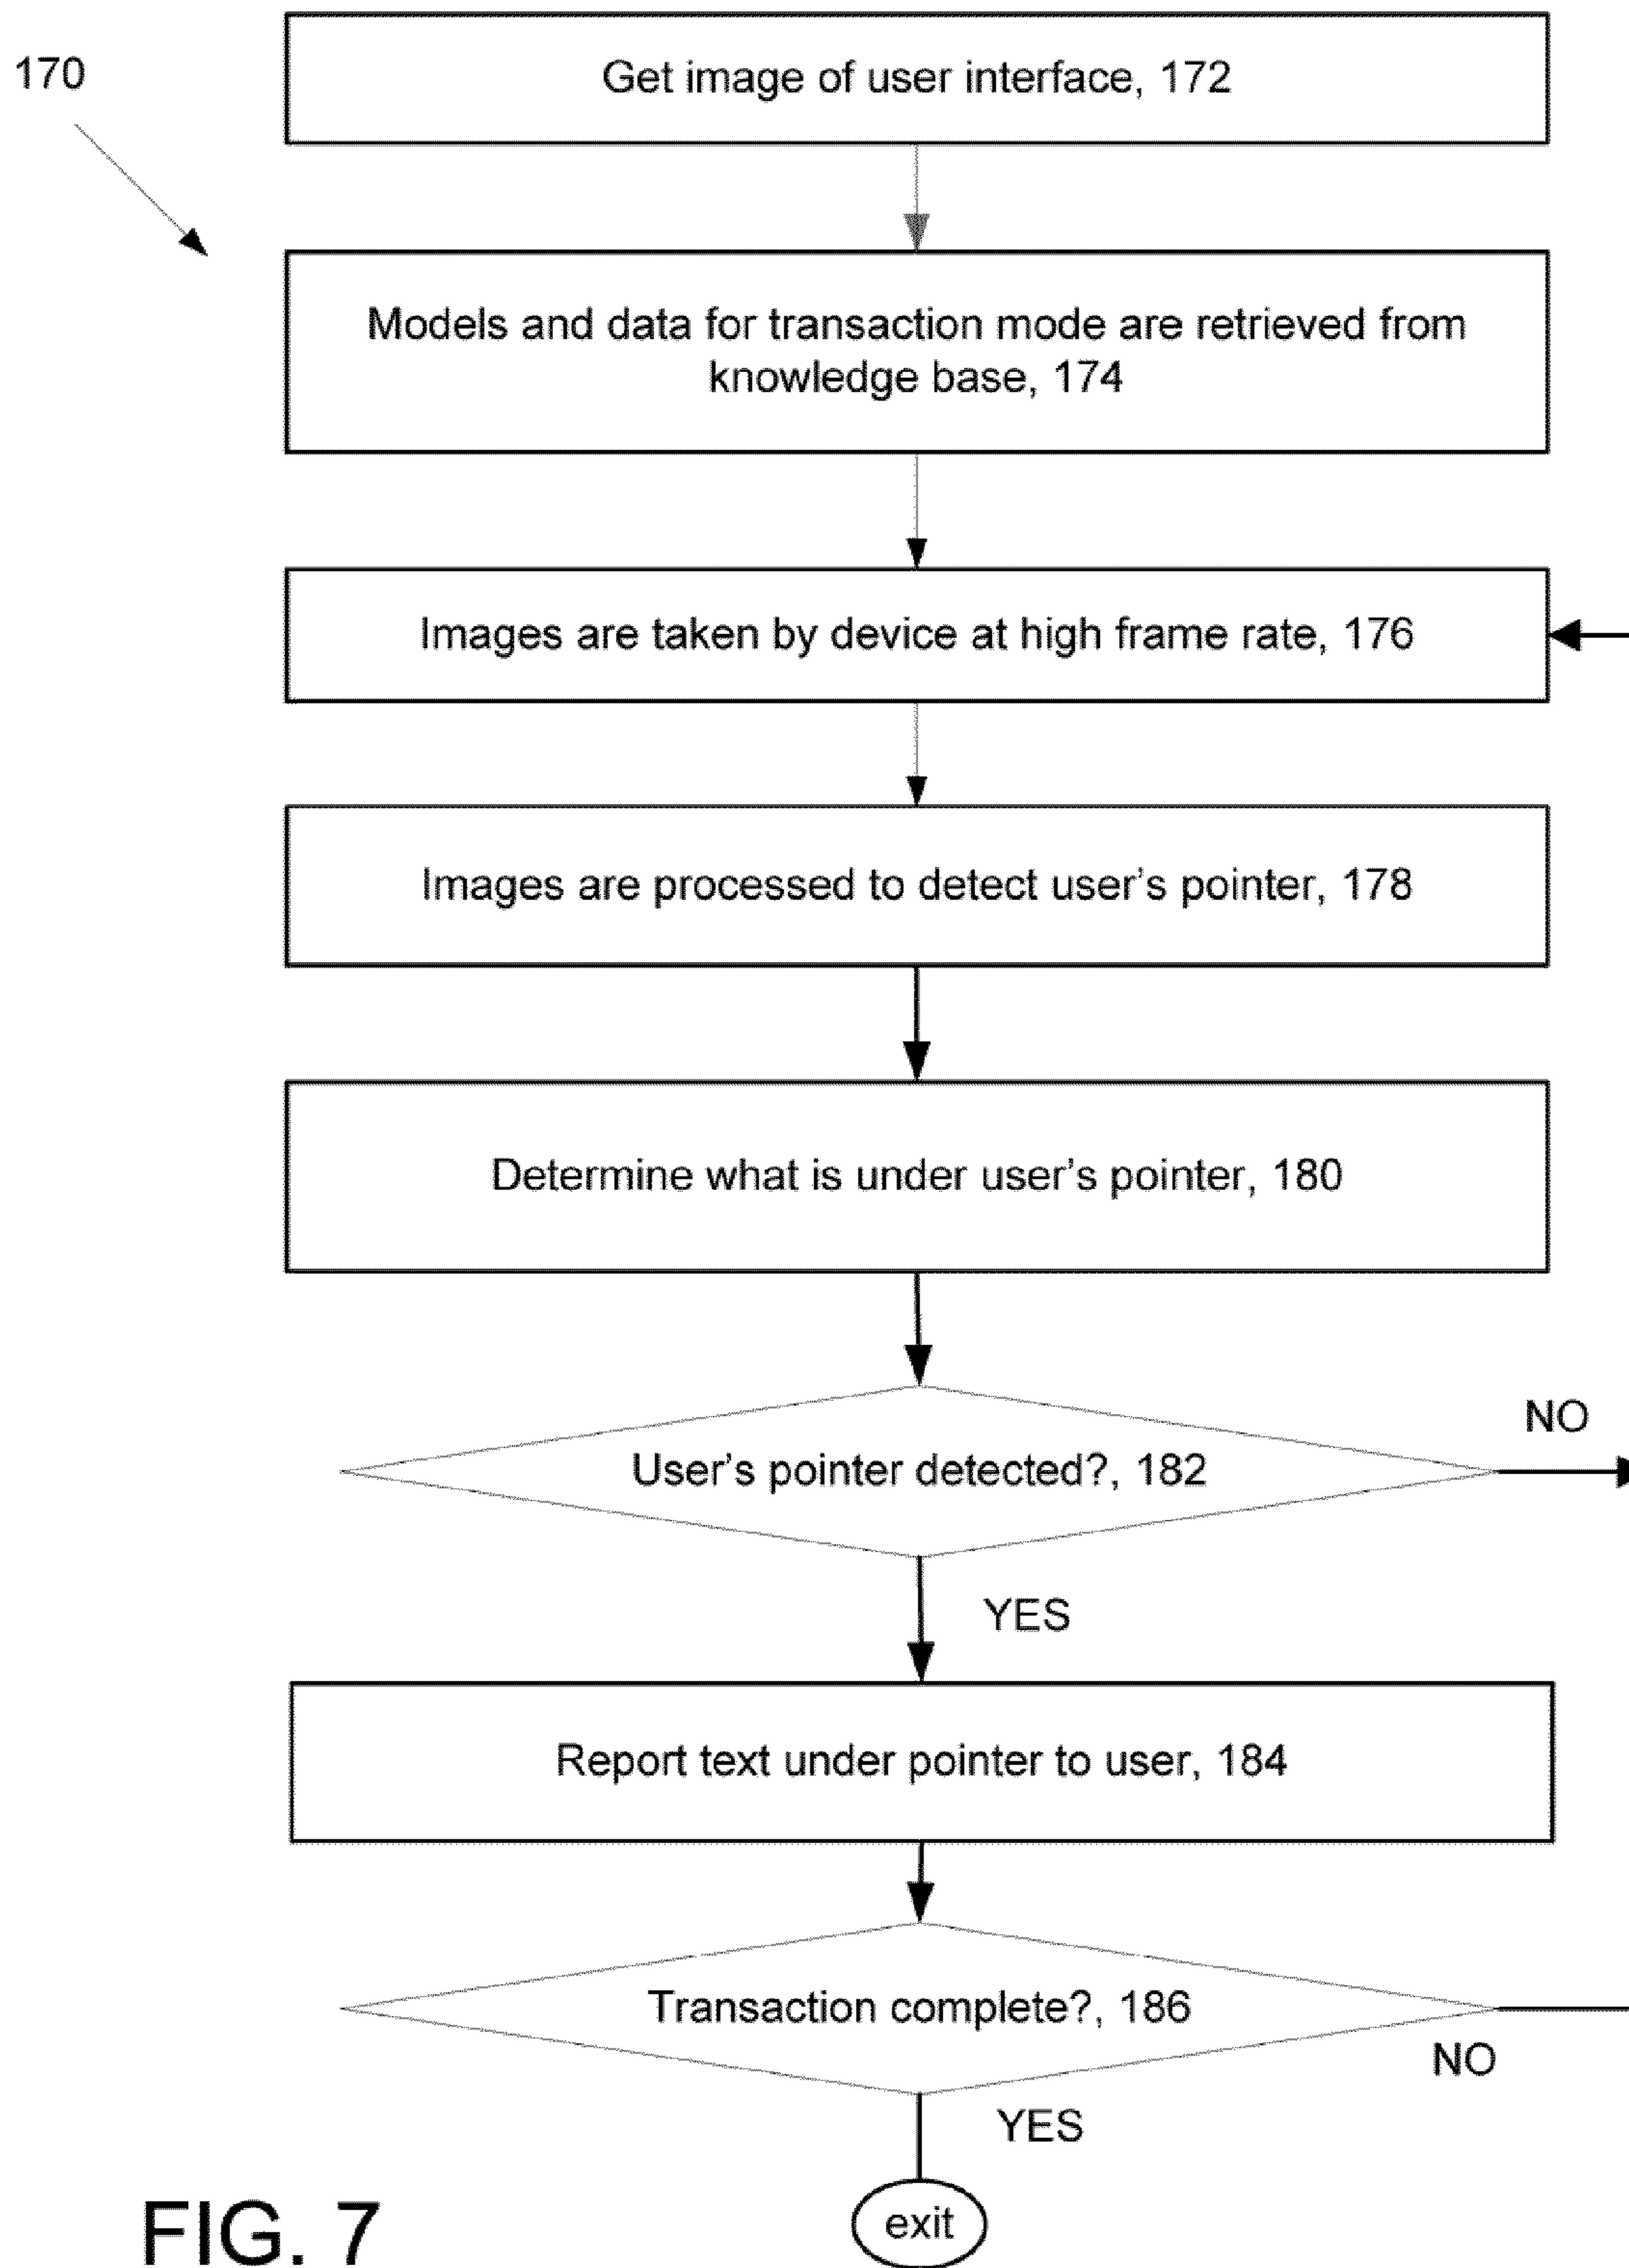 170
Get image of user interface, 172
Models and data for transaction mode are retrieved from
knowledge base, 174
Images are taken by device at high frame rate, 176
Images are processed to detect user’s pointer, 178
Determine what is under user’s pointer, 180
User’s pointer detected?, 182
NO
YES
Report text under pointer to user, 184
Transaction complete?, 186
NO
YES
exit
FIG. 7